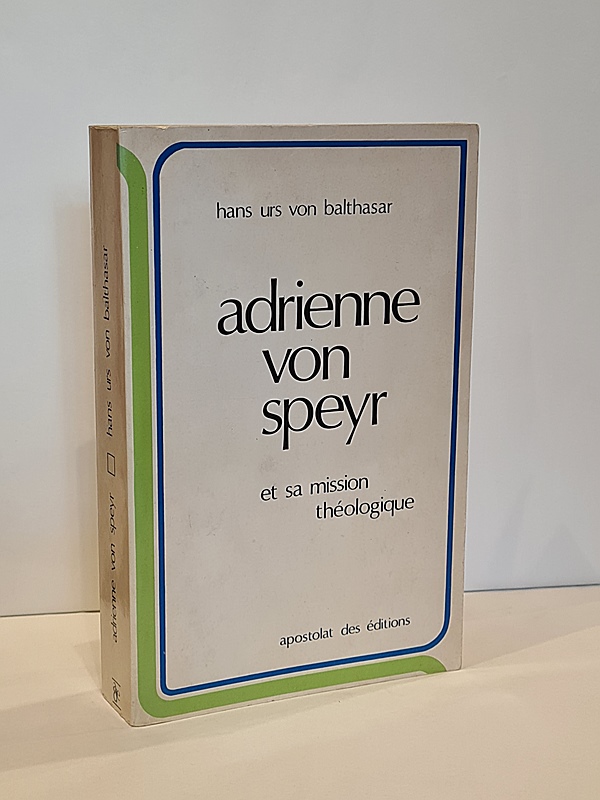 hans urs von balthasar
adrienne
von
speyr
et sa mission
théologique
apostolat des éditions
adrienne von speyr □ hans urs von balthasar